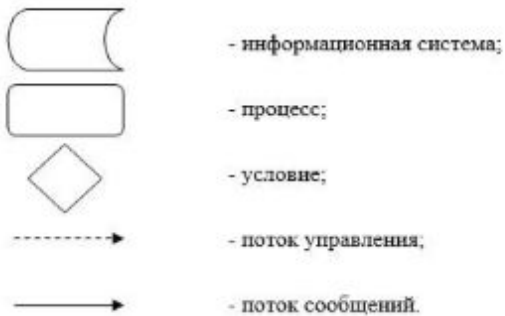 - информационная система;
- процесс;
- условие;
- поток управления;
- поток сообщений.